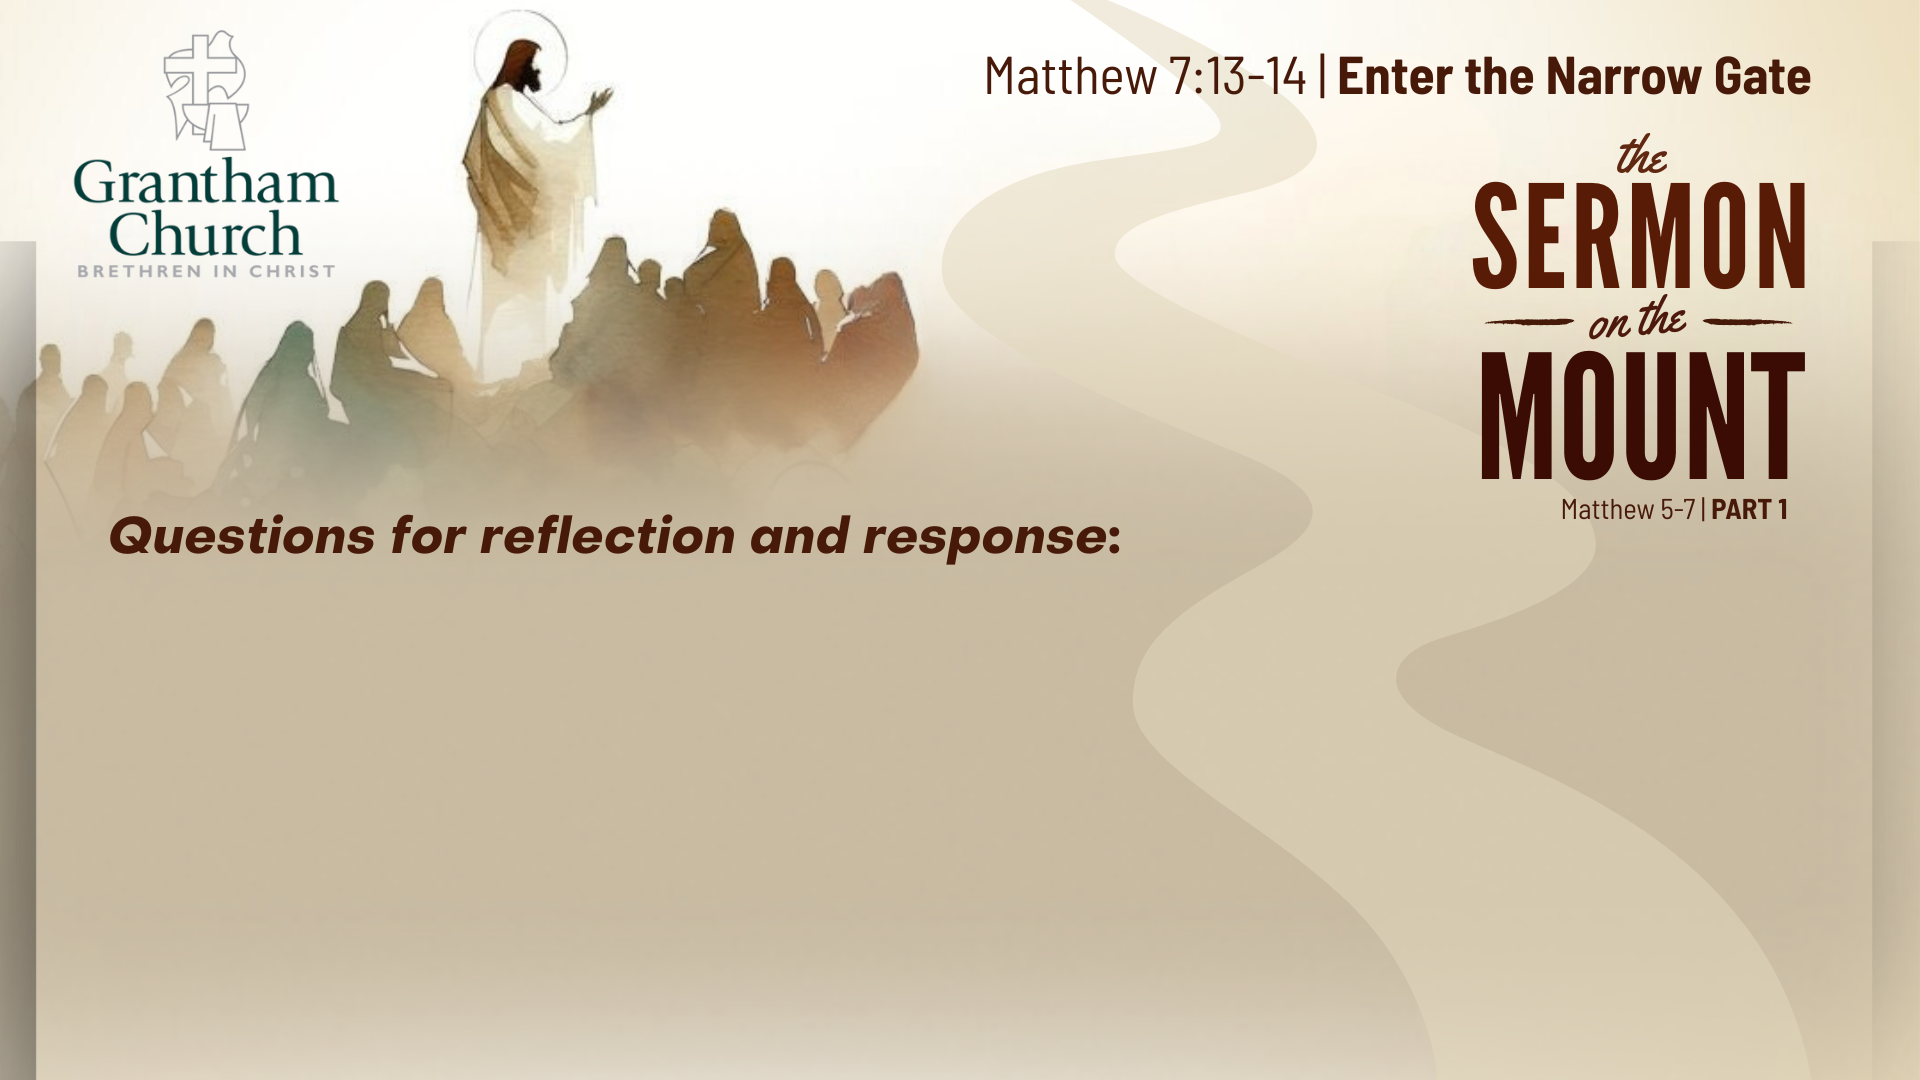 Grantham
Church
BRETHREN IN CHRIST
Matthew 7:13-14 | Enter the Narrow Gate
the
SERMON
on the
MOUNT
Matthew 5-7 | PART 1
Questions for reflection and response: